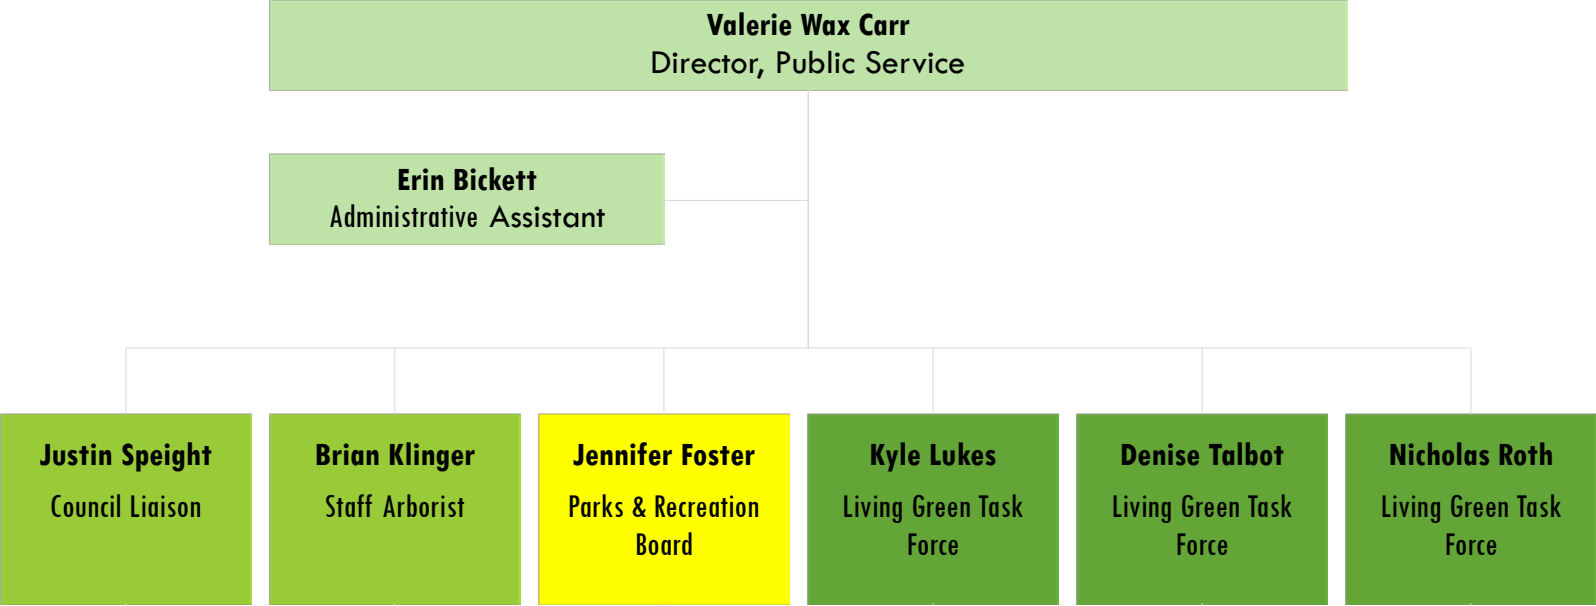 Valerie Wax Carr
Director, Public Service
Erin Bickett
Administrative Assistant
Justin Speight
Council Liaison
Brian Klinger
Staff Arborist
Jennifer Foster
Parks & Recreation
Board
Kyle Lukes
Living Green Task
Force
Denise Talbot
Living Green Task
Force
Nicholas Roth
Living Green Task
Force